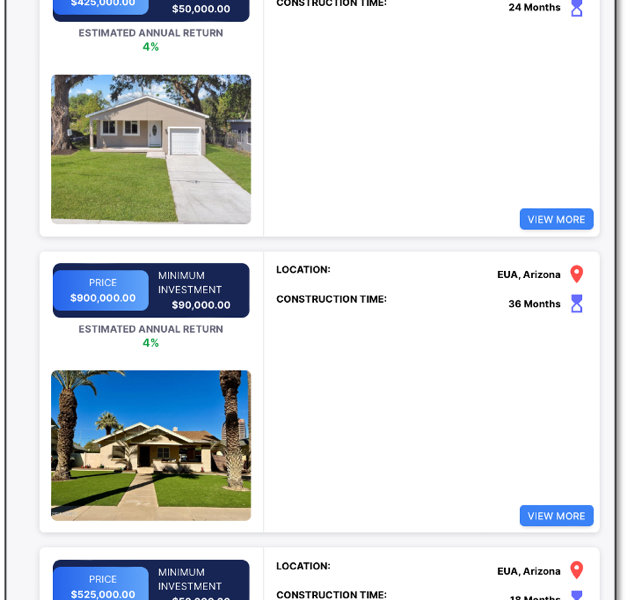 $425,000.00
$50,000.00
CONSTRUCTION TIME:
24 Months
ESTIMATED ANNUAL RETURN
4%
VIEW MORE
PRICE
$900,000.00
MINIMUM
INVESTMENT
$90,000.00
LOCATION:
EUA, Arizona
CONSTRUCTION TIME:
36 Months
ESTIMATED ANNUAL RETURN
4%
VIEW MORE
PRICE
$525,000.00
MINIMUM
INVESTMENT
LOCATION:
EUA, Arizona
CONSTRUCTION TIME:
18 Months